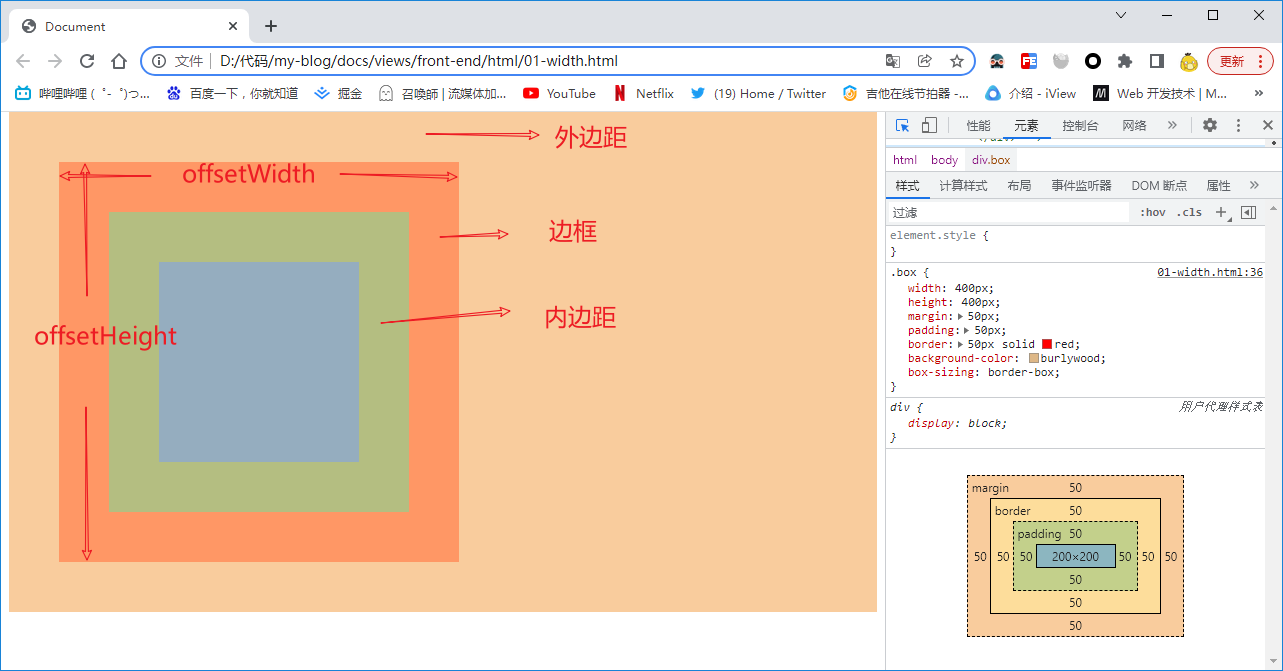 Document
文件 D:/代码/my-blog/docs/views/front-end/html/01-width.html
更新
哔哩哔哩 ( ゜- ゜)つ...
百度一下，你就知道
掘金
召唤師 | 流媒体加...
YouTube
Netflix
(19) Home / Twitter
吉他在线节拍器 -...
介绍 - iView
Web 开发技术 | M...
»
外边距
offsetWidth
边框
内边距
offsetHeight
性能 元素 控制台 网络 »
html body div.box
样式 计算样式 布局 事件监听器 DOM 断点 属性 »
过滤 :hov .cls +
element.style {
}
.box { 01-width.html:36
width: 400px;
height: 400px;
margin: 50px;
padding: 50px;
border: 50px solid red;
background-color: burlywood;
box-sizing: border-box;
}
div { 用户代理样式表
display: block;
}
margin 50
border 50
padding 50
50 50 50 200×200 50 50 50
50
50
50